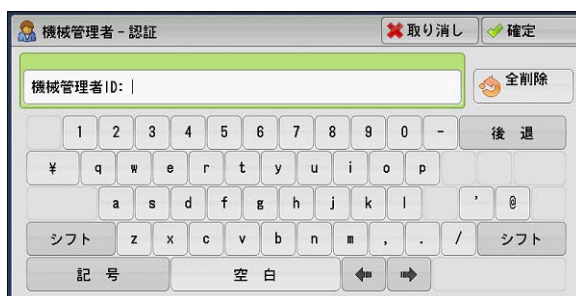 機械管理者 - 認証 取り消し 確定
機械管理者ID: 全削除
1 2 3 4 5 6 7 8 9 0 - 後 退
¥ q w e r t y u i o p
a s d f g h j k l ' @
シフト z x c v b n m , . / シフト
記 号 空 白